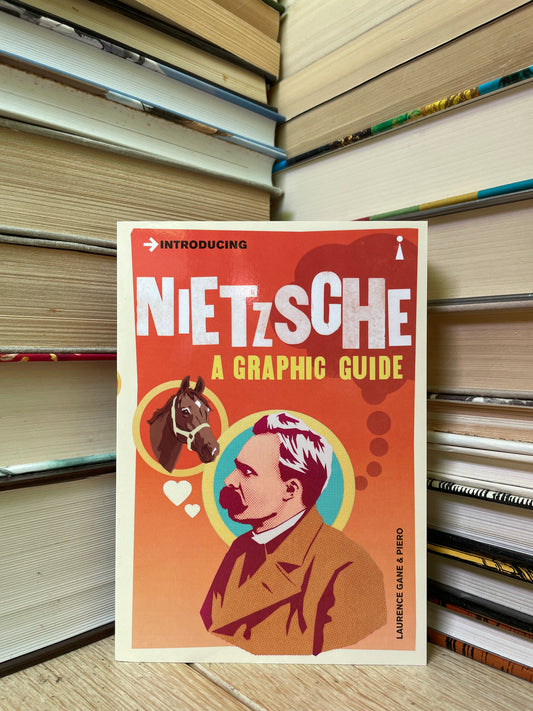 INTRODUCING
NIETZSCHE
A GRAPHIC GUIDE
LAURENCE GANE & PIERO